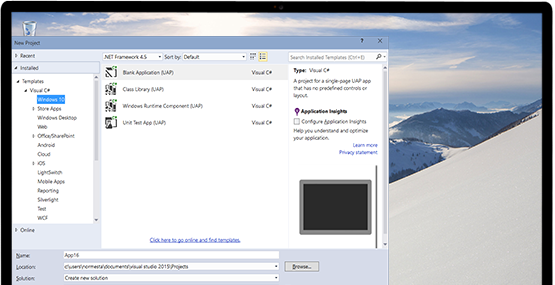 New Project
Recent
.NET Framework 4.5 Sort by: Default
Search Installed Templates (Ctrl+E)
Installed
Templates
Visual C#
Windows 10
Store Apps
Windows Desktop
Web
Office/SharePoint
Android
Cloud
iOS
LightSwitch
Mobile Apps
Reporting
Silverlight
Test
WCF
Online
Blank Application (UAP) Visual C#
Class Library (UAP) Visual C#
Windows Runtime Component (UAP) Visual C#
Unit Test App (UAP) Visual C#
Click here to go online and find templates.
Type: Visual C#
A project for a single-page UAP app
that has no predefined controls or
layout.
Application Insights
Configure Application Insights
Help you understand and optimize
your application.
Learn more
Privacy statement
Name: App16
Location: c:\users\normesta\documents\visual studio 2015\Projects Browse...
Solution: Create new solution